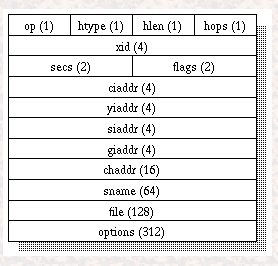 op (1) htype (1) hlen (1) hops (1)
xid (4)
secs (2) flags (2)
ciaddr (4)
yiaddr (4)
siaddr (4)
giaddr (4)
chaddr (16)
sname (64)
file (128)
options (312)